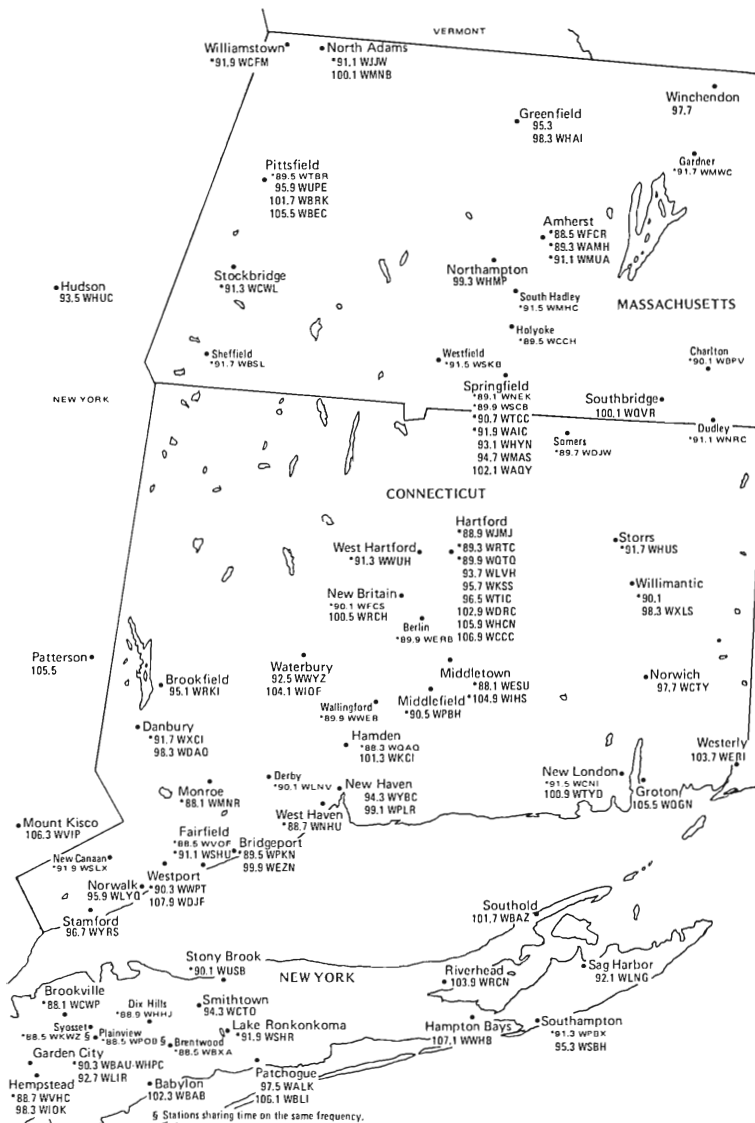 VERMONT
Williamstown
*91.9 WCFM
North Adams
*91.1 WJJW
100.1 WMNB
Winchendon
97.7
Greenfield
95.3
98.3 WHAI
Gardner
*91.7 WMWC
Pittsfield
*89.5 WTBR
95.9 WUPE
101.7 WBRK
105.5 WBEC
Amherst
*88.5 WFCR
*89.3 WAMH
*91.1 WMUA
Stockbridge
*91.3 WCWL
Northampton
99.3 WHMP
Hudson
93.5 WHUC
South Hadley
*91.5 WMHC
MASSACHUSETTS
Holyoke
*89.5 WCCH
Sheffield
*91.7 WBSL
Westfield
*91.5 WSKB
Charlton
*90.1 WBPV
Springfield
*89.1 WNEK
*89.9 WSCB
*90.7 WTCC
*91.9 WAIC
93.1 WHYN
94.7 WMAS
102.1 WAQY
NEW YORK
Southbridge
100.1 WQVR
Dudley
*91.1 WNRC
Somers
*89.7 WDJW
CONNECTICUT
Hartford
*88.9 WJMJ
*89.3 WRTC
*89.9 WQTQ
93.7 WLVH
95.7 WKSS
96.5 WTIC
102.9 WDRC
105.9 WHCN
106.9 WCCC
West Hartford
*91.3 WWUH
Storrs
*91.7 WHUS
New Britain
*90.1 WFCS
100.5 WRCH
Willimantic
*90.1
98.3 WXLS
Berlin
*89.9 WERB
Patterson
105.5
Waterbury
92.5 WWYZ
104.1 WIOF
Middletown
*88.1 WESU
*104.9 WIHS
Brookfield
95.1 WRKI
Norwich
97.7 WCTY
Middlefield
*90.5 WPBH
Wallingford
*89.9 WWEB
Danbury
*91.7 WXCI
98.3 WDAQ
Hamden
*88.3 WQAQ
101.3 WKCI
Westerly
103.7 WERI
Derby
*90.1 WLNV
New London
*91.5 WCNI
100.9 WTYD
Monroe
*88.1 WMNR
New Haven
94.3 WYBC
99.1 WPLR
Groton
105.5 WQGN
West Haven
*88.7 WNHU
Mount Kisco
106.3 WVIP
Fairfield
*88.5 WVOF
*91.1 WSHU
Bridgeport
*89.5 WPKN
99.9 WEZN
New Canaan
*91.9 WSLX
Westport
*90.3 WWPT
107.9 WDJF
Norwalk
95.9 WLYQ
Stamford
96.7 WYRS
Southold
101.7 WBAZ
Stony Brook
*90.1 WUSB
NEW YORK
Riverhead
103.9 WRCN
Sag Harbor
92.1 WLNG
Brookville
*88.1 WCWP
Dix Hills
*88.9 WHHJ
Smithtown
94.3 WCTO
Syosset
*88.5 WKWZ §
Plainview
*88.5 WPOB §
Brentwood
*88.5 WBXA
Lake Ronkonkoma
*91.9 WSHR
Hampton Bays
107.1 WWHB
Southampton
*91.3 WPBX
95.3 WSBH
Garden City
*90.3 WBAU-WHPC
92.7 WLIR
Hempstead
*88.7 WVHC
98.3 WIOK
Babylon
102.3 WBAB
Patchogue
97.5 WALK
106.1 WBLI
§ Stations sharing time on the same frequency.